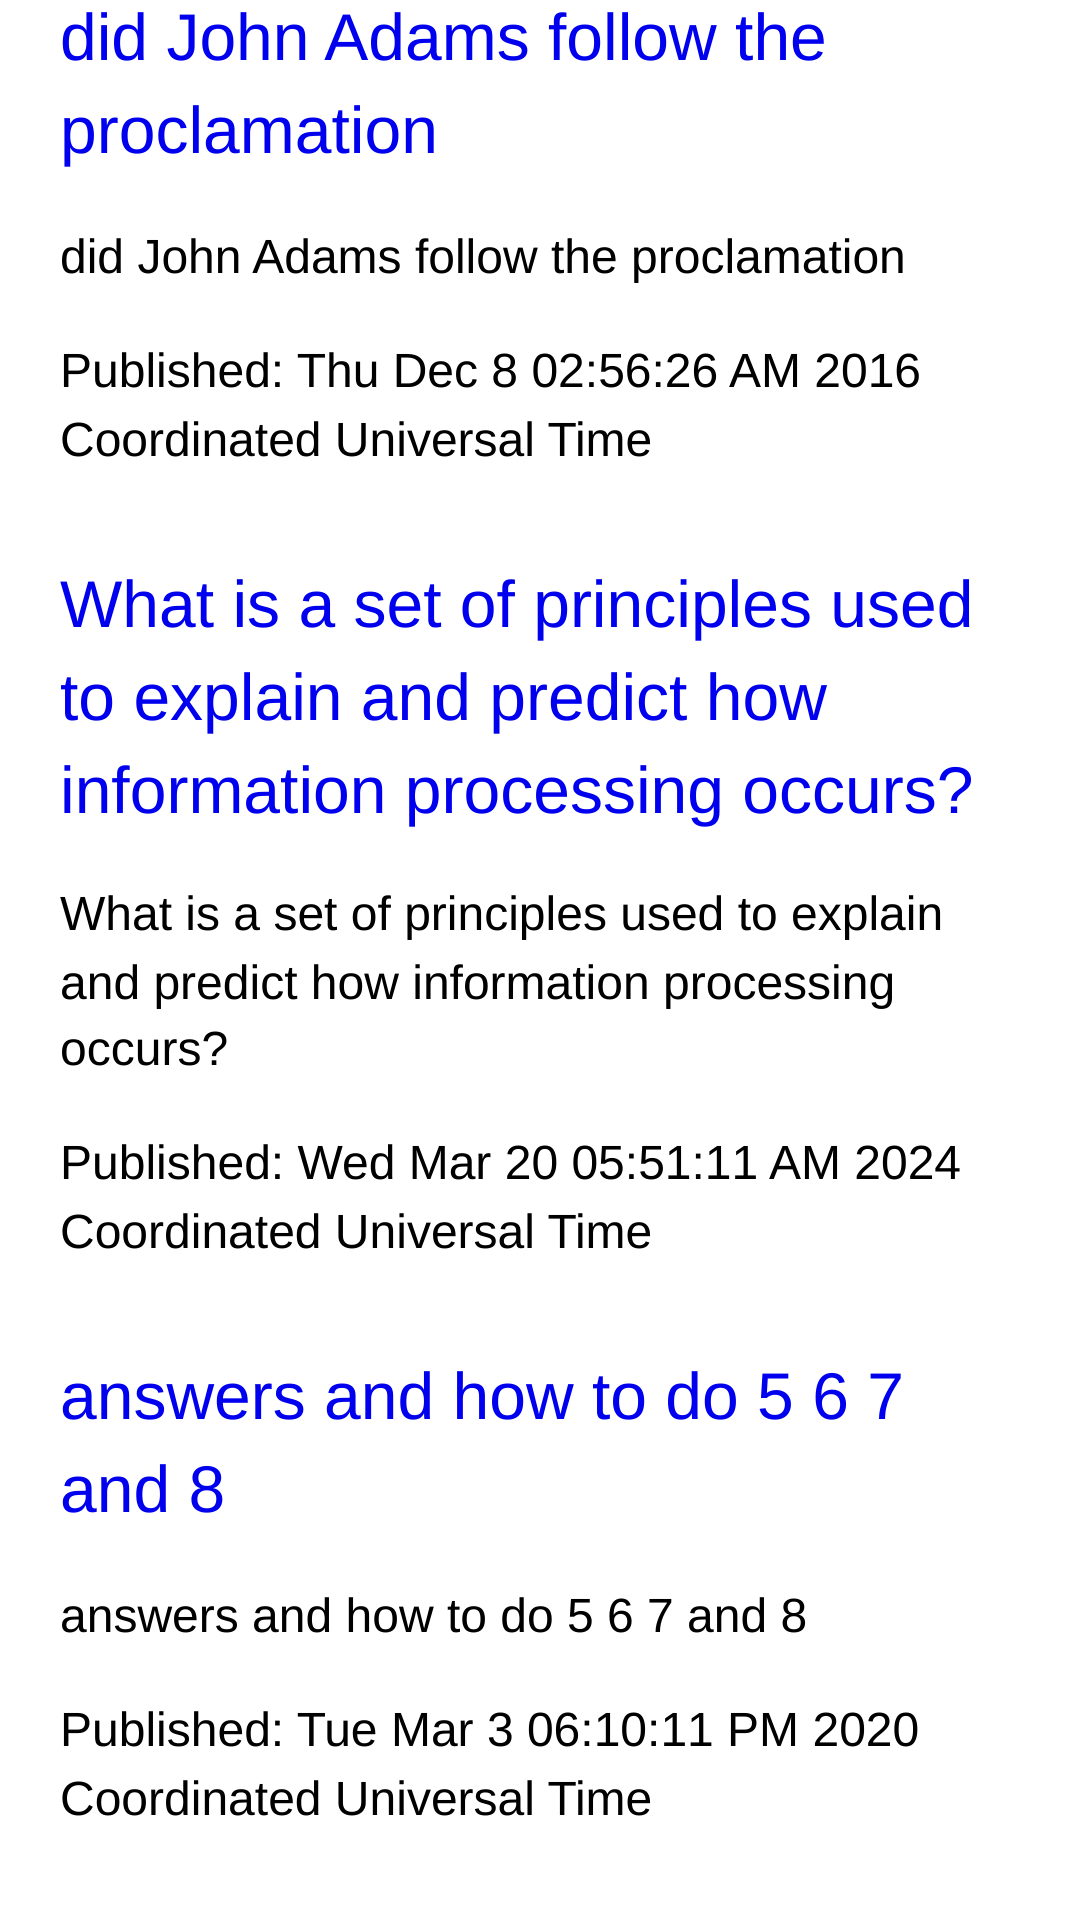 did John Adams follow the
proclamation
did John Adams follow the proclamation
Published: Thu Dec 8 02:56:26 AM 2016
Coordinated Universal Time
What is a set of principles used
to explain and predict how
information processing occurs?
What is a set of principles used to explain
and predict how information processing
occurs?
Published: Wed Mar 20 05:51:11 AM 2024
Coordinated Universal Time
answers and how to do 5 6 7
and 8
answers and how to do 5 6 7 and 8
Published: Tue Mar 3 06:10:11 PM 2020
Coordinated Universal Time